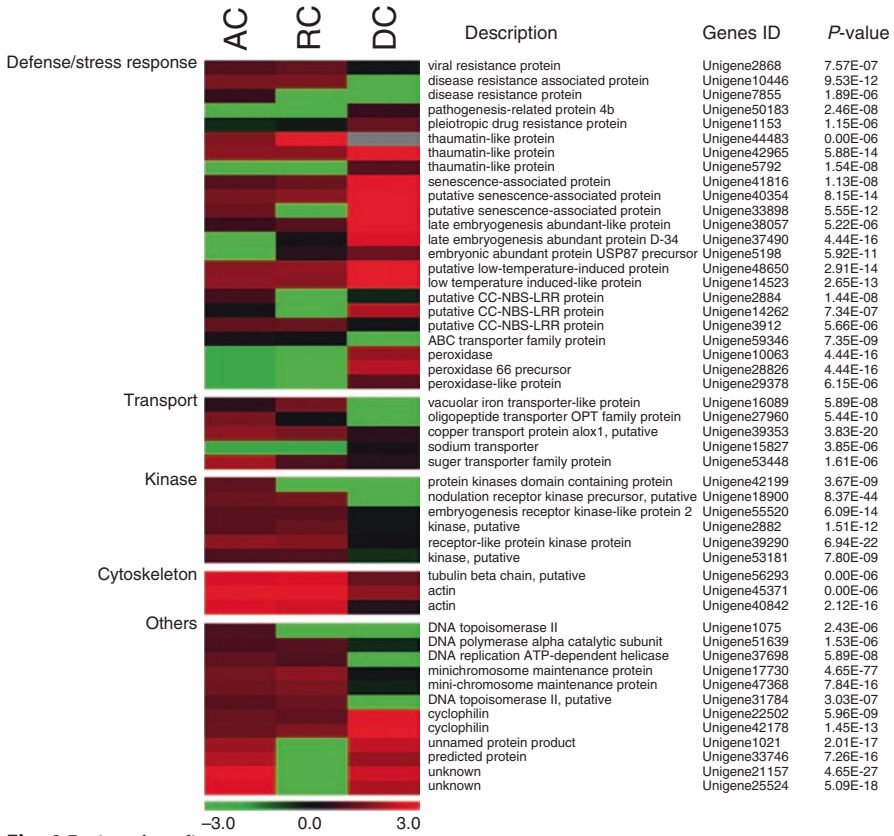 AC RC DC Description Genes ID P-value
Defense/stress response
viral resistance protein Unigene2868 7.57E-07
disease resistance associated protein Unigene10446 9.53E-12
disease resistance protein Unigene7855 1.89E-06
pathogenesis-related protein 4b Unigene50183 2.46E-08
pleiotropic drug resistance protein Unigene1153 1.15E-06
thaumatin-like protein Unigene44483 0.00E-06
thaumatin-like protein Unigene42965 5.88E-14
thaumatin-like protein Unigene5792 1.54E-08
senescence-associated protein Unigene41816 1.13E-08
putative senescence-associated protein Unigene40354 8.15E-14
putative senescence-associated protein Unigene33898 5.55E-12
late embryogenesis abundant-like protein Unigene38057 5.22E-06
late embryogenesis abundant protein D-34 Unigene37490 4.44E-16
embryonic abundant protein USP87 precursor Unigene5198 5.92E-11
putative low-temperature-induced protein Unigene48650 2.91E-14
low temperature induced-like protein Unigene14523 2.65E-13
putative CC-NBS-LRR protein Unigene2884 1.44E-08
putative CC-NBS-LRR protein Unigene14262 7.34E-07
putative CC-NBS-LRR protein Unigene3912 5.66E-06
ABC transporter family protein Unigene59346 7.35E-09
peroxidase Unigene10063 4.44E-16
peroxidase 66 precursor Unigene28826 4.44E-16
peroxidase-like protein Unigene29378 6.15E-06
Transport
vacuolar iron transporter-like protein Unigene16089 5.89E-08
oligopeptide transporter OPT family protein Unigene27960 5.44E-10
copper transport protein alox1, putative Unigene39353 3.83E-20
sodium transporter Unigene15827 3.85E-06
suger transporter family protein Unigene53448 1.61E-06
Kinase
protein kinases domain containing protein Unigene42199 3.67E-09
nodulation receptor kinase precursor, putative Unigene18900 8.37E-44
embryogenesis receptor kinase-like protein 2 Unigene55520 6.09E-14
kinase, putative Unigene2882 1.51E-12
receptor-like protein kinase protein Unigene39290 6.94E-22
kinase, putative Unigene53181 7.80E-09
Cytoskeleton
tubulin beta chain, putative Unigene56293 0.00E-06
actin Unigene45371 0.00E-06
actin Unigene40842 2.12E-16
Others
DNA topoisomerase II Unigene1075 2.43E-06
DNA polymerase alpha catalytic subunit Unigene51639 1.53E-06
DNA replication ATP-dependent helicase Unigene37698 5.89E-08
minichromosome maintenance protein Unigene17730 4.65E-77
mini-chromosome maintenance protein Unigene47368 7.84E-16
DNA topoisomerase II, putative Unigene31784 3.03E-07
cyclophilin Unigene22502 5.96E-09
cyclophilin Unigene42178 1.45E-13
unnamed protein product Unigene1021 2.01E-17
predicted protein Unigene33746 7.26E-16
unknown Unigene21157 4.65E-27
unknown Unigene25524 5.09E-18
–3.0 0.0 3.0